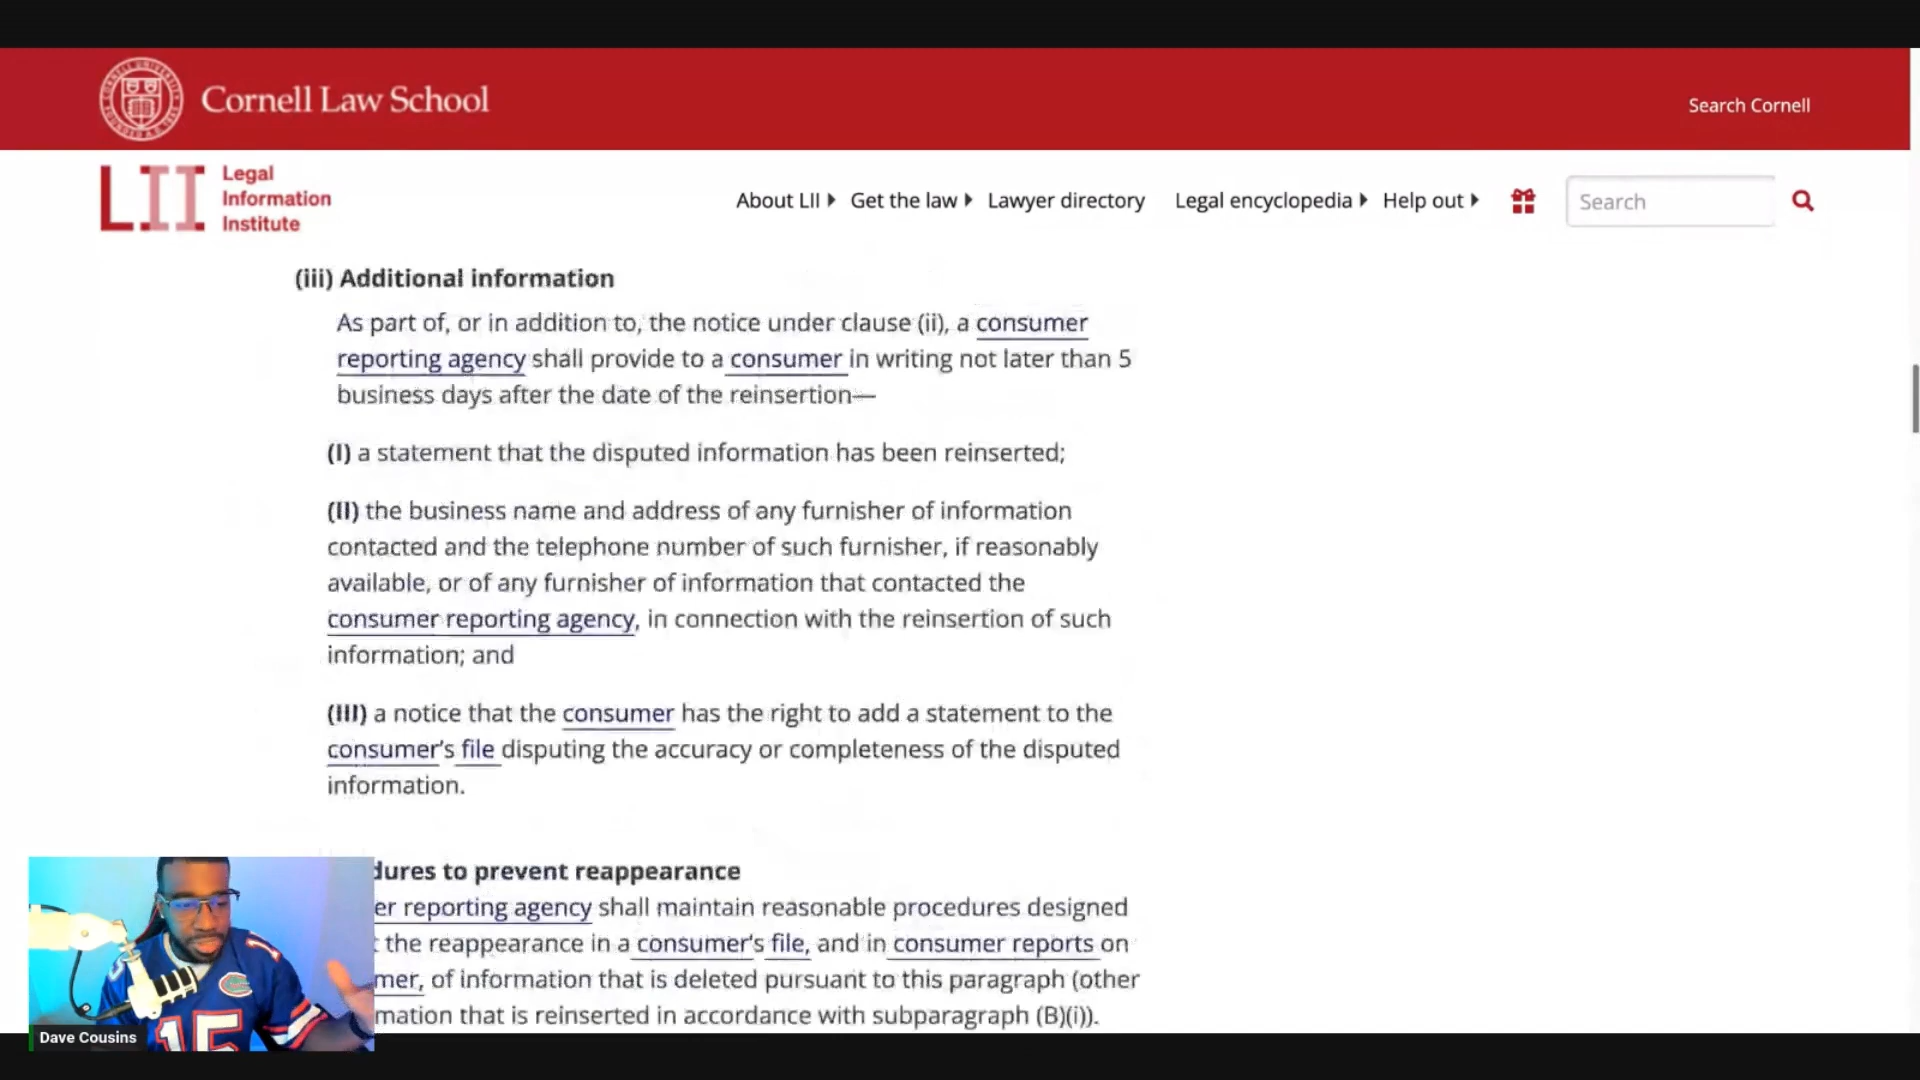 Cornell Law School
Search Cornell
LII
Legal
Information
Institute
About LII
Get the law
Lawyer directory
Legal encyclopedia
Help out
Search
(iii) Additional information
As part of, or in addition to, the notice under clause (ii), a consumer
reporting agency shall provide to a consumer in writing not later than 5
business days after the date of the reinsertion—
(I) a statement that the disputed information has been reinserted;
(II) the business name and address of any furnisher of information
contacted and the telephone number of such furnisher, if reasonably
available, or of any furnisher of information that contacted the
consumer reporting agency, in connection with the reinsertion of such
information; and
(III) a notice that the consumer has the right to add a statement to the
consumer's file disputing the accuracy or completeness of the disputed
information.
dures to prevent reappearance
er reporting agency shall maintain reasonable procedures designed
the reappearance in a consumer's file, and in consumer reports on
mer, of information that is deleted pursuant to this paragraph (other
mation that is reinserted in accordance with subparagraph (B)(i)).
15
Dave Cousins